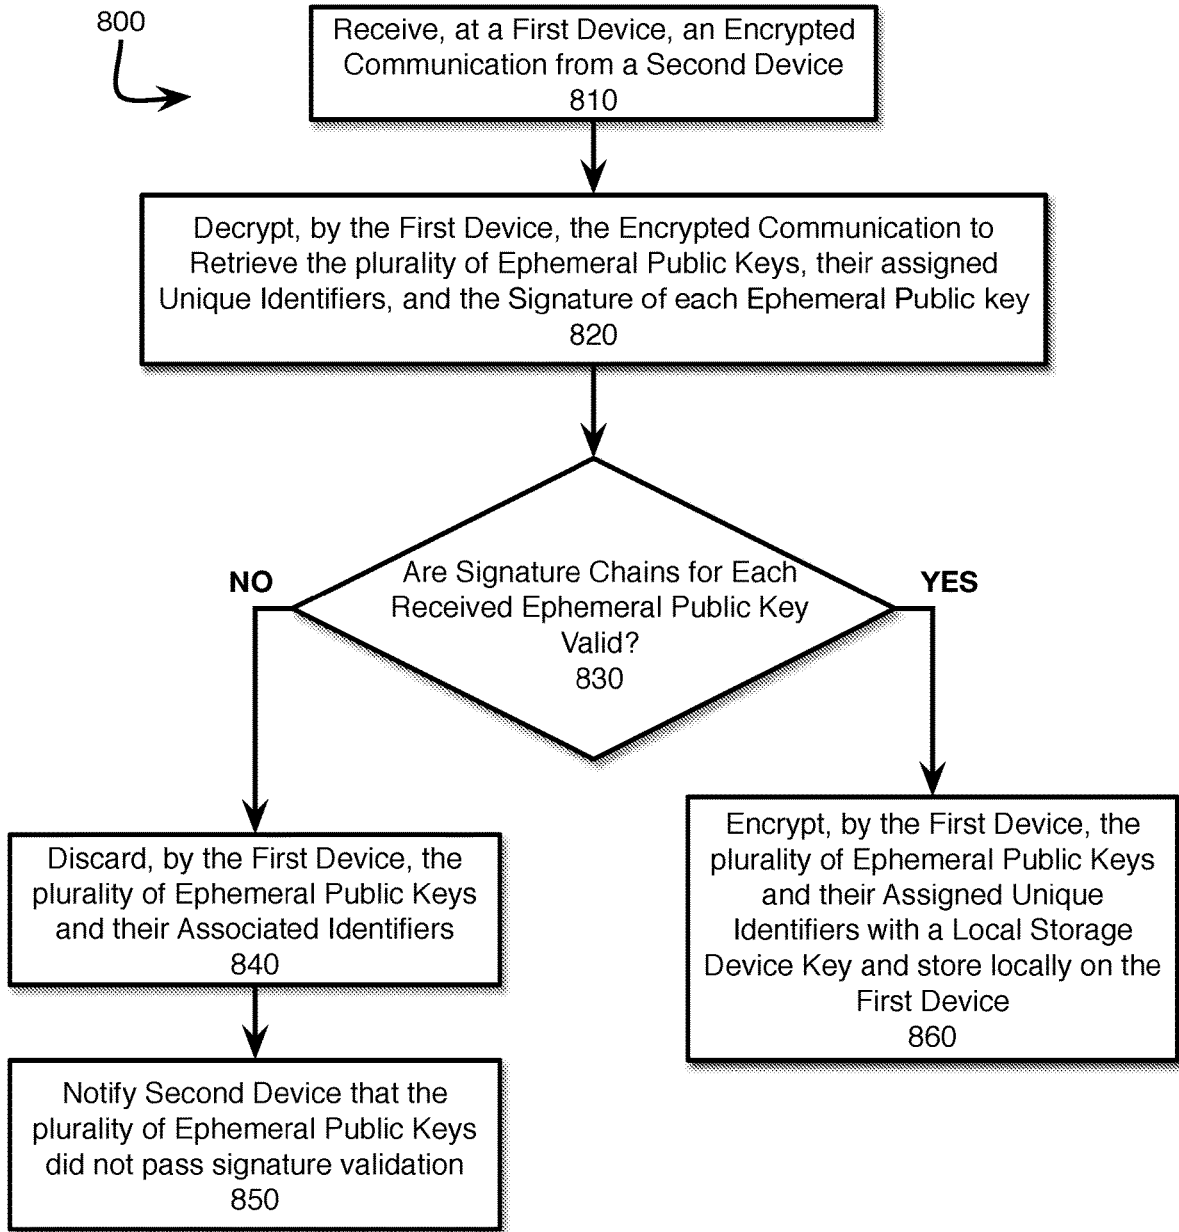 800
Receive, at a First Device, an Encrypted
Communication from a Second Device
810
Decrypt, by the First Device, the Encrypted Communication to
Retrieve the plurality of Ephemeral Public Keys, their assigned
Unique Identifiers, and the Signature of each Ephemeral Public key
820
Are Signature Chains for Each
Received Ephemeral Public Key
Valid?
830
NO
YES
Discard, by the First Device, the
plurality of Ephemeral Public Keys
and their Associated Identifiers
840
Notify Second Device that the
plurality of Ephemeral Public Keys
did not pass signature validation
850
Encrypt, by the First Device, the
plurality of Ephemeral Public Keys
and their Assigned Unique
Identifiers with a Local Storage
Device Key and store locally on the
First Device
860